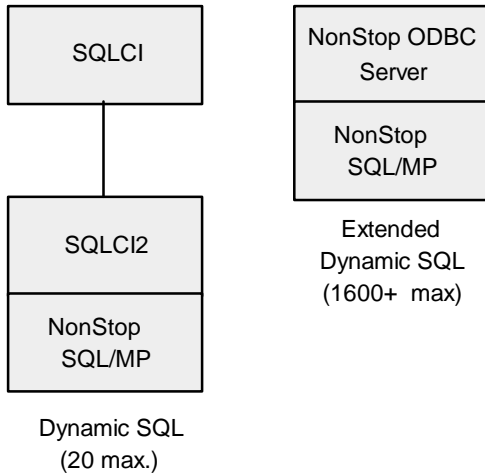 SQLCI
SQLCI2
NonStop
SQL/MP
Dynamic SQL
(20 max.)
NonStop ODBC
Server
NonStop
SQL/MP
Extended
Dynamic SQL
(1600+ max)